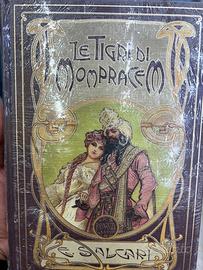 LE TIGRI DI
MOMPRACEM
E. SALGARI